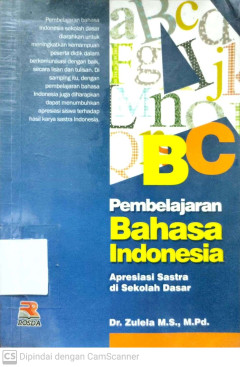 Pembelajaran bahasa
Indonesia sekolah dasar
diarahkan untuk
meningkatkan kemampuan
peserta didik dalam
berkomunikasi dengan baik,
secara lisan dan tulisan. Di
samping itu, dengan
pembelajaran bahasa
Indonesia juga diharapkan
dapat menumbuhkan
apresiasi siswa terhadap
hasil karya sastra Indonesia.
BC
Pembelajaran
Bahasa
Indonesia
Apresiasi Sastra
di Sekolah Dasar
Dr. Zulela M.S., M.Pd.
ROSDA
CS Dipindai dengan CamScanner